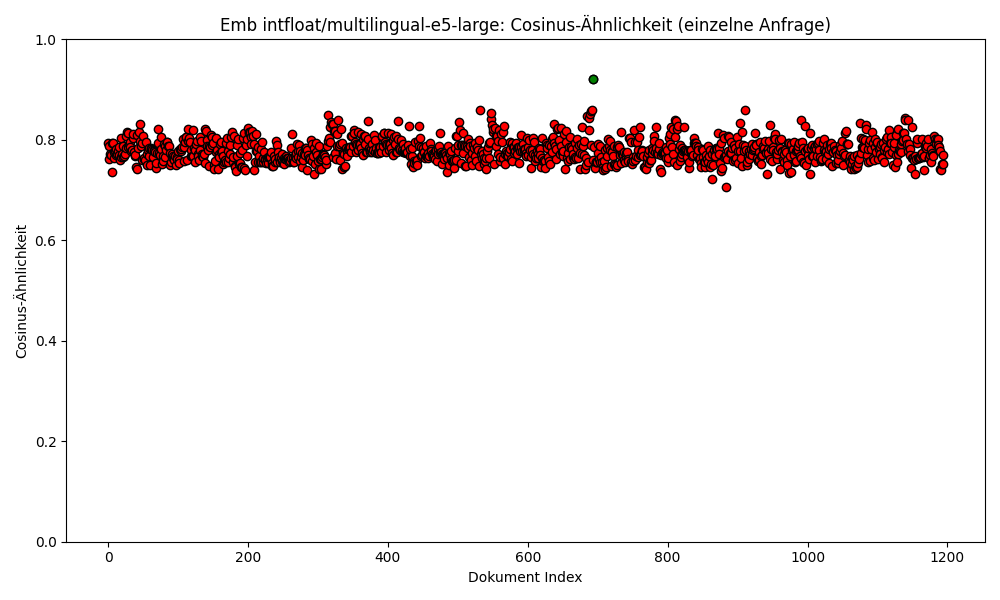 Emb intfloat/multilingual-e5-large: Cosinus-Ähnlichkeit (einzelne Anfrage)
1.0
0.8
0.6
0.4
0.2
0.0
Cosinus-Ähnlichkeit
0 200 400 600 800 1000 1200
Dokument Index